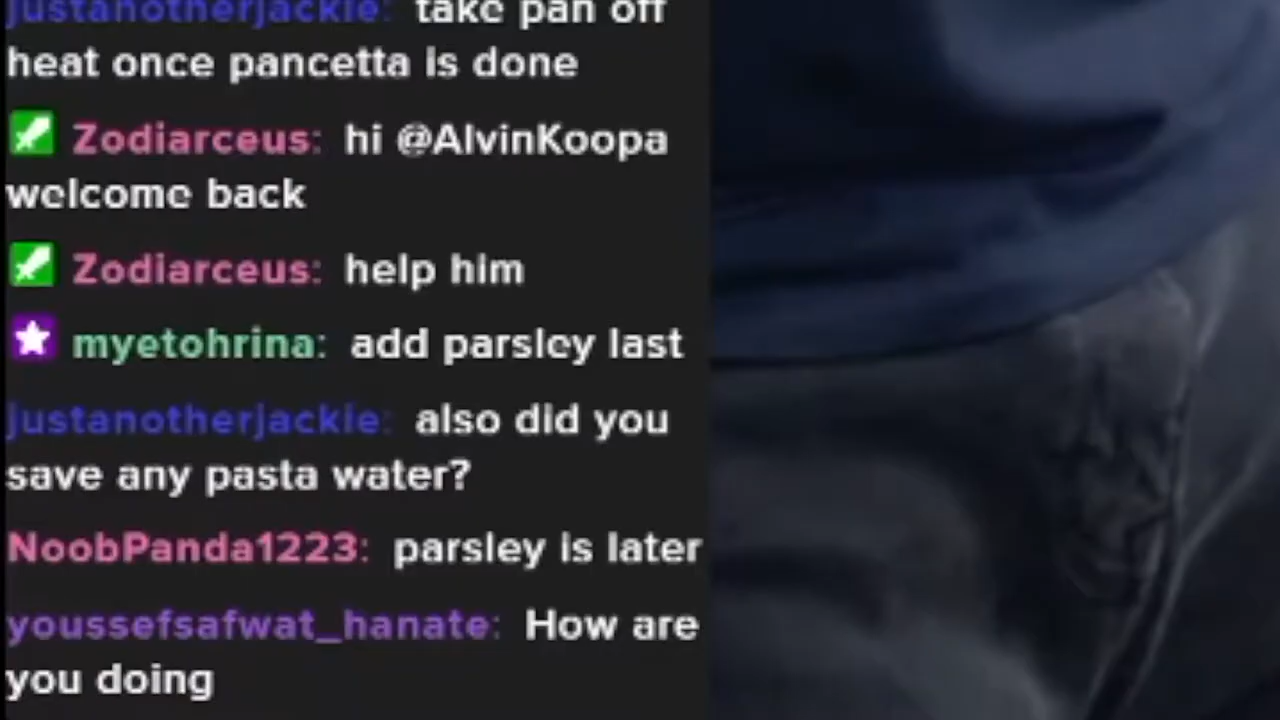 justanotherjackie: take pan off
heat once pancetta is done
Zodiarceus: hi @AlvinKoopa
welcome back
Zodiarceus: help him
myetohrina: add parsley last
justanotherjackie: also did you
save any pasta water?
NoobPanda1223: parsley is later
youssefsafwat_hanate: How are
you doing